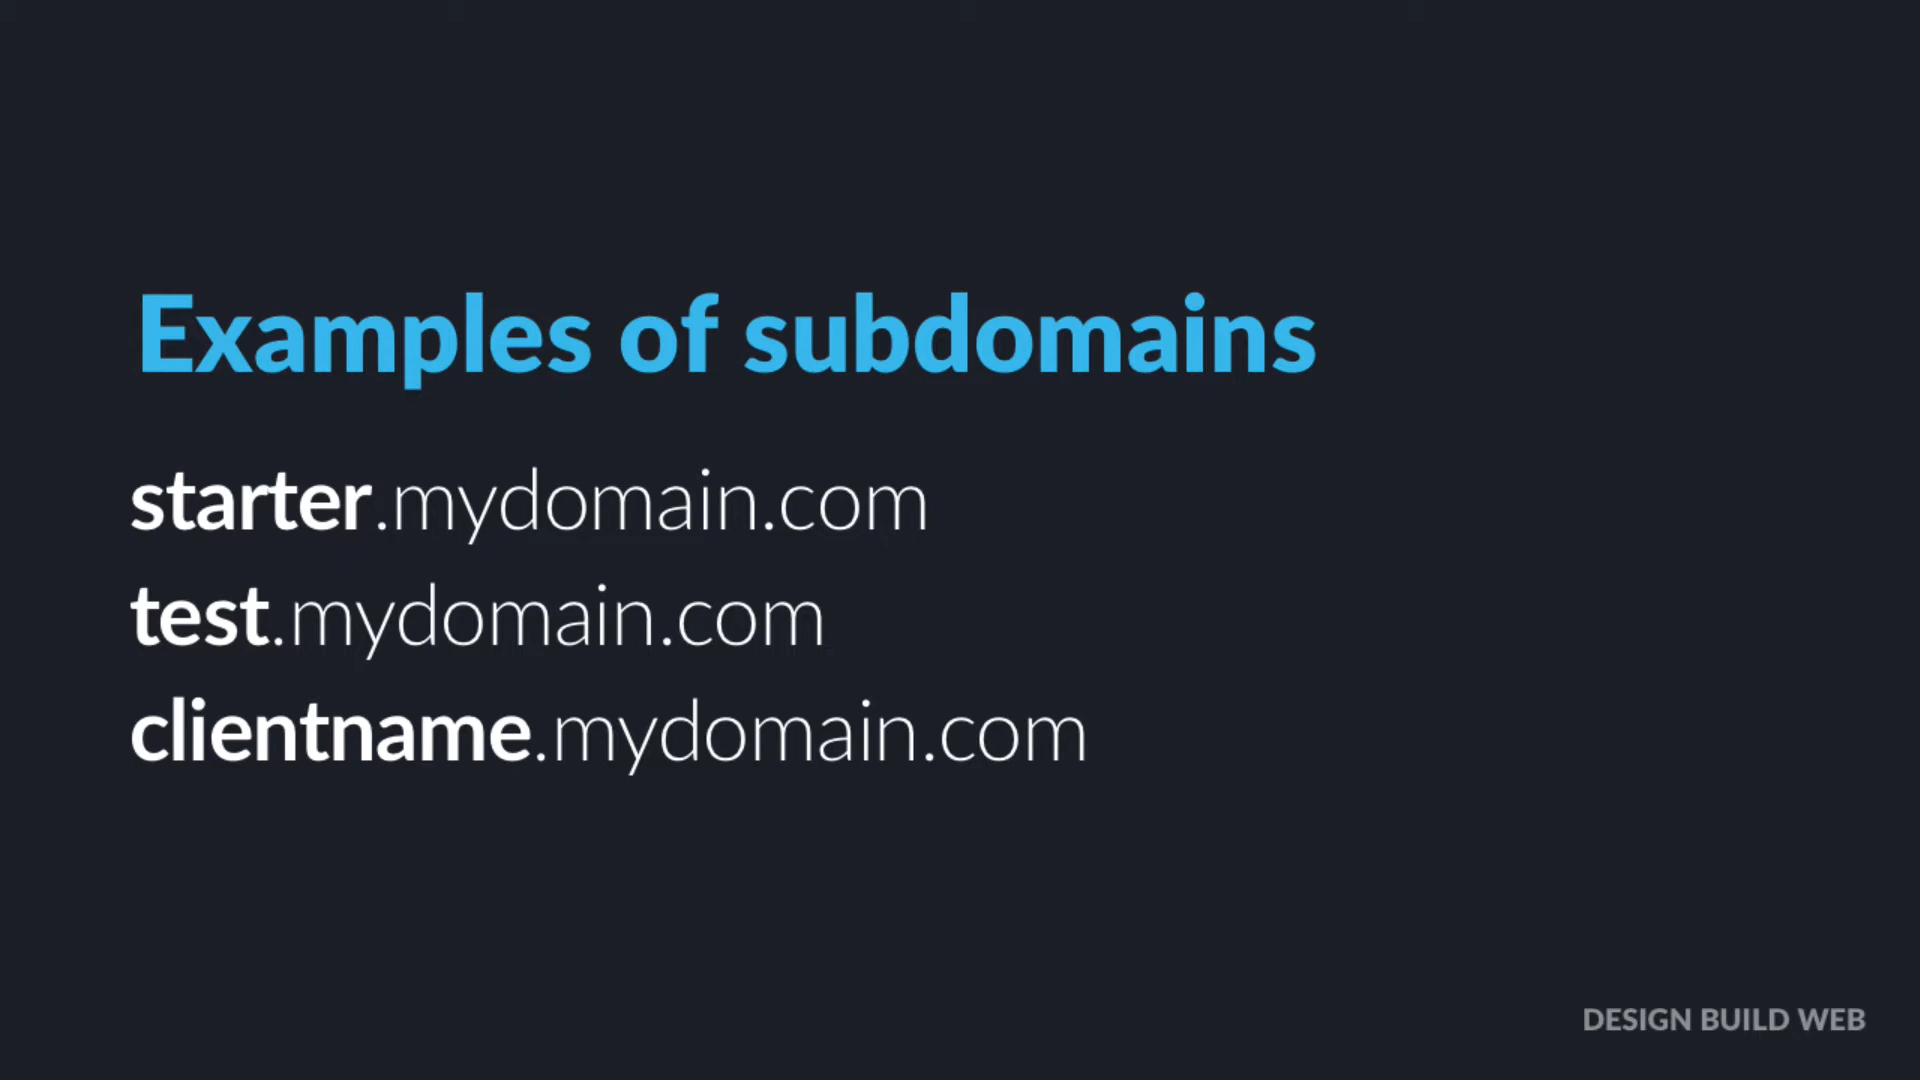 Examples of subdomains
starter.mydomain.com
test.mydomain.com
clientname.mydomain.com
DESIGN BUILD WEB